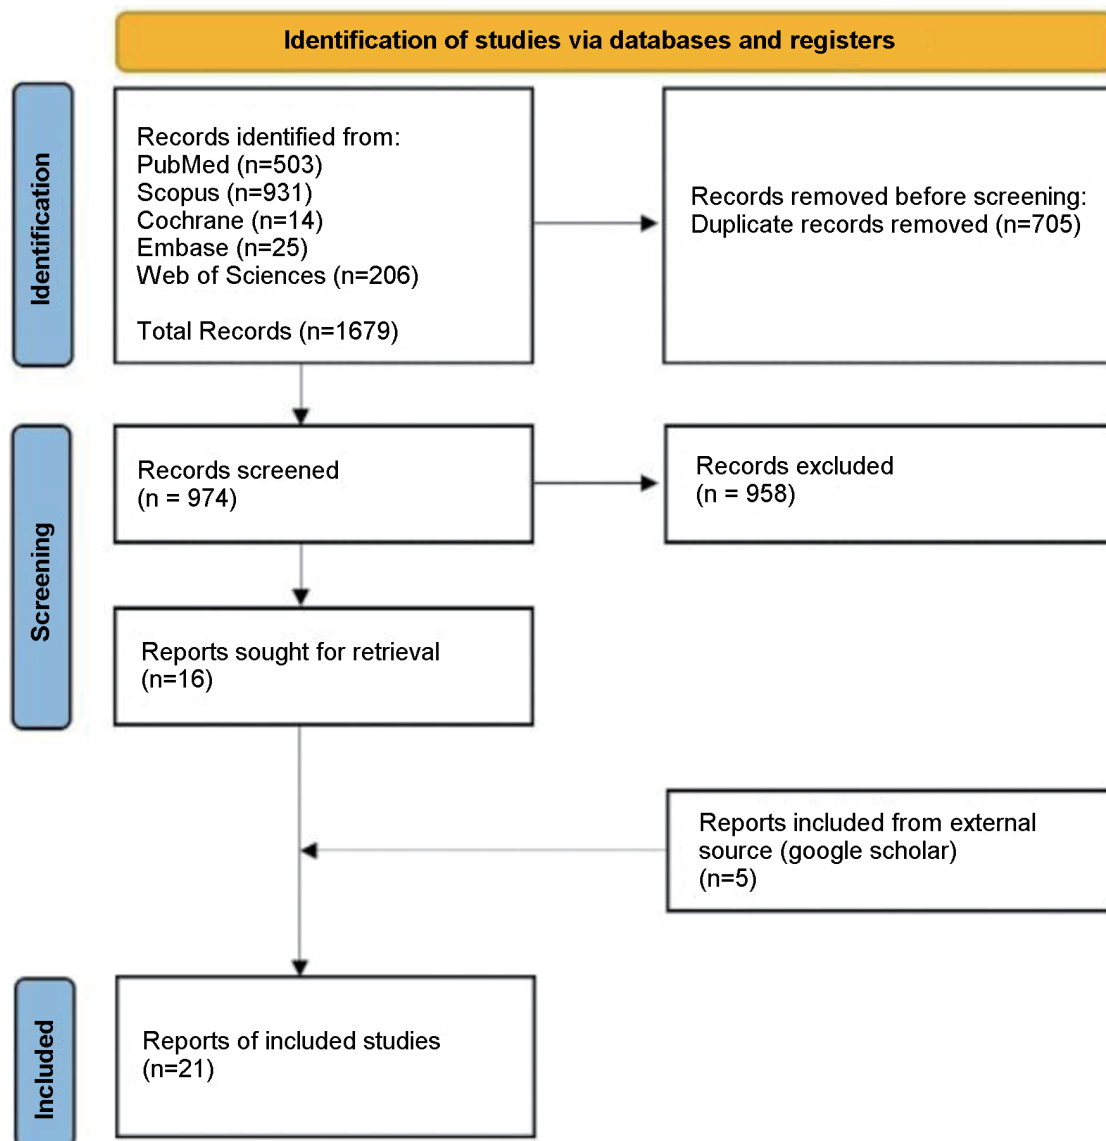 Identification of studies via databases and registers
Identification
Records identified from:
PubMed (n=503)
Scopus (n=931)
Cochrane (n=14)
Embase (n=25)
Web of Sciences (n=206)
Total Records (n=1679)
Records removed before screening:
Duplicate records removed (n=705)
Screening
Records screened
(n = 974)
Records excluded
(n = 958)
Reports sought for retrieval
(n=16)
Reports included from external
source (google scholar)
(n=5)
Included
Reports of included studies
(n=21)